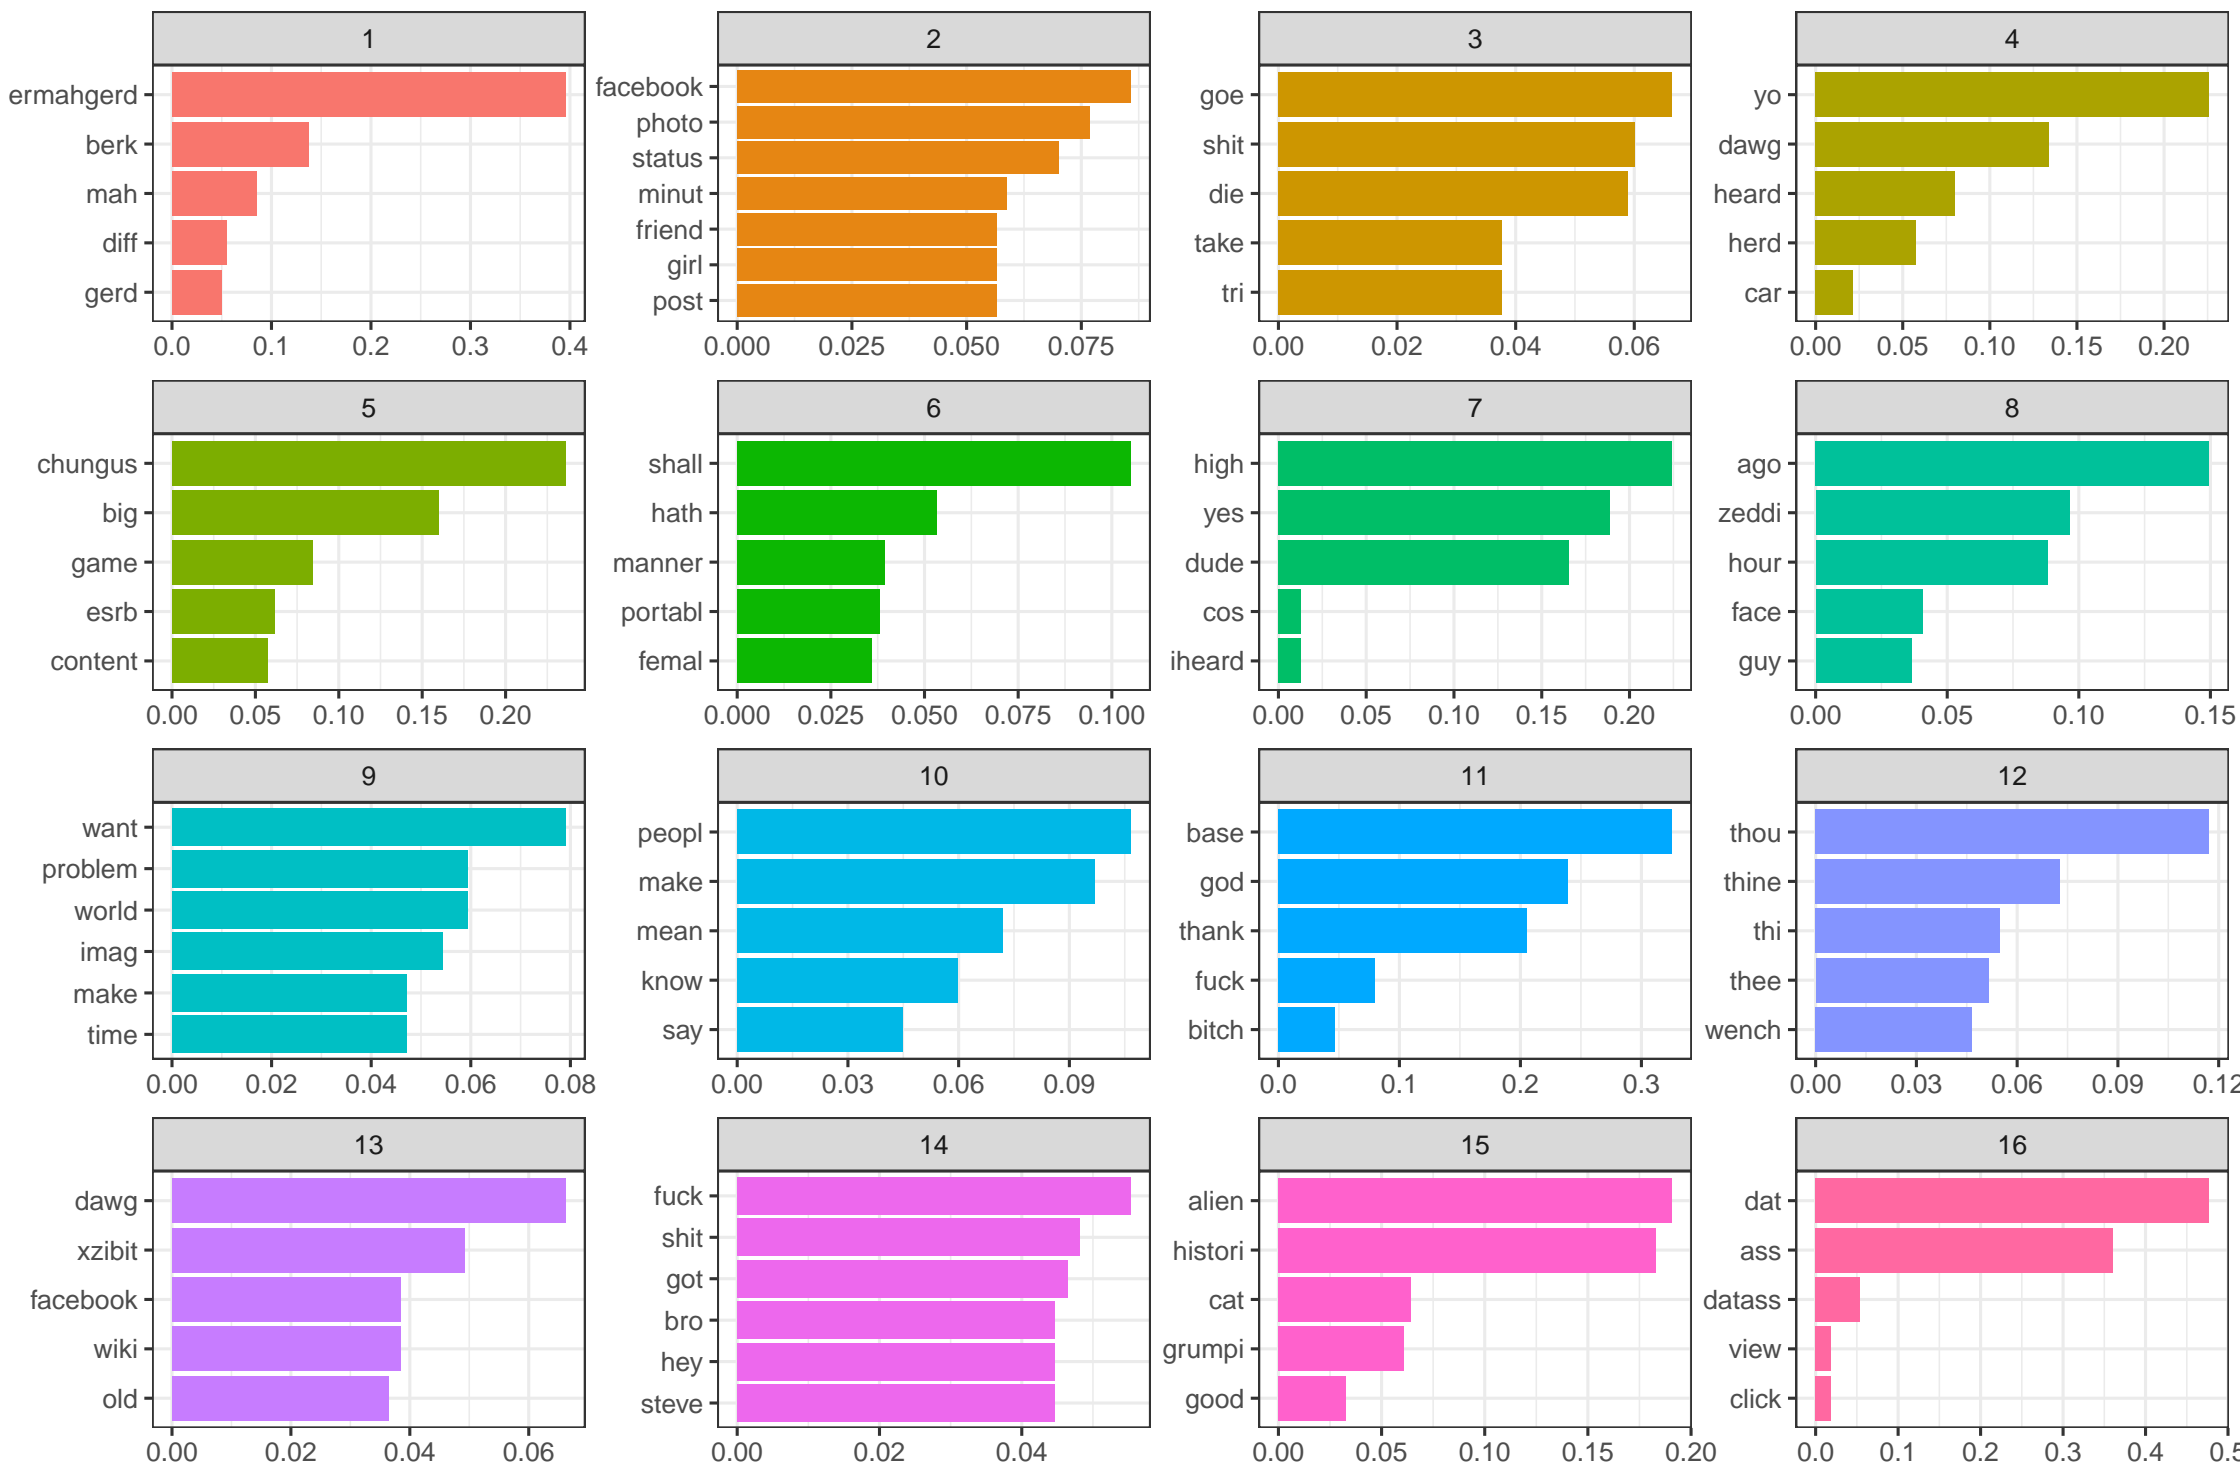 1
ermahgerd
berk
mah
diff
gerd
0.0 0.1 0.2 0.3 0.4
2
facebook
photo
status
minut
friend
girl
post
0.000 0.025 0.050 0.075
3
goe
shit
die
take
tri
0.00 0.02 0.04 0.06
4
yo
dawg
heard
herd
car
0.00 0.05 0.10 0.15 0.20
5
chungus
big
game
esrb
content
0.00 0.05 0.10 0.15 0.20
6
shall
hath
manner
portabl
femal
0.000 0.025 0.050 0.075 0.100
7
high
yes
dude
cos
iheard
0.00 0.05 0.10 0.15 0.20
8
ago
zeddi
hour
face
guy
0.00 0.05 0.10 0.15
9
want
problem
world
imag
make
time
0.00 0.02 0.04 0.06 0.08
10
peopl
make
mean
know
say
0.00 0.03 0.06 0.09
11
base
god
thank
fuck
bitch
0.0 0.1 0.2 0.3
12
thou
thine
thi
thee
wench
0.00 0.03 0.06 0.09 0.12
13
dawg
xzibit
facebook
wiki
old
0.00 0.02 0.04 0.06
14
fuck
shit
got
bro
hey
steve
0.00 0.02 0.04
15
alien
histori
cat
grumpi
good
0.00 0.05 0.10 0.15 0.20
16
dat
ass
datass
view
click
0.0 0.1 0.2 0.3 0.4 0.5